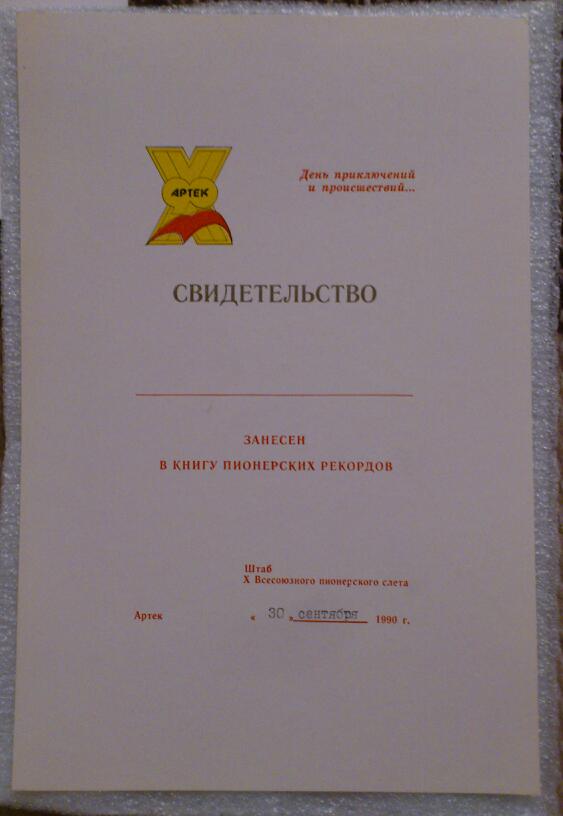 АРТЕК
День приключений
и происшествий...
СВИДЕТЕЛЬСТВО
ЗАНЕСЕН
В КНИГУ ПИОНЕРСКИХ РЕКОРДОВ
Штаб
X Всесоюзного пионерского слета
Артек « 30 » сентября 1990 г.